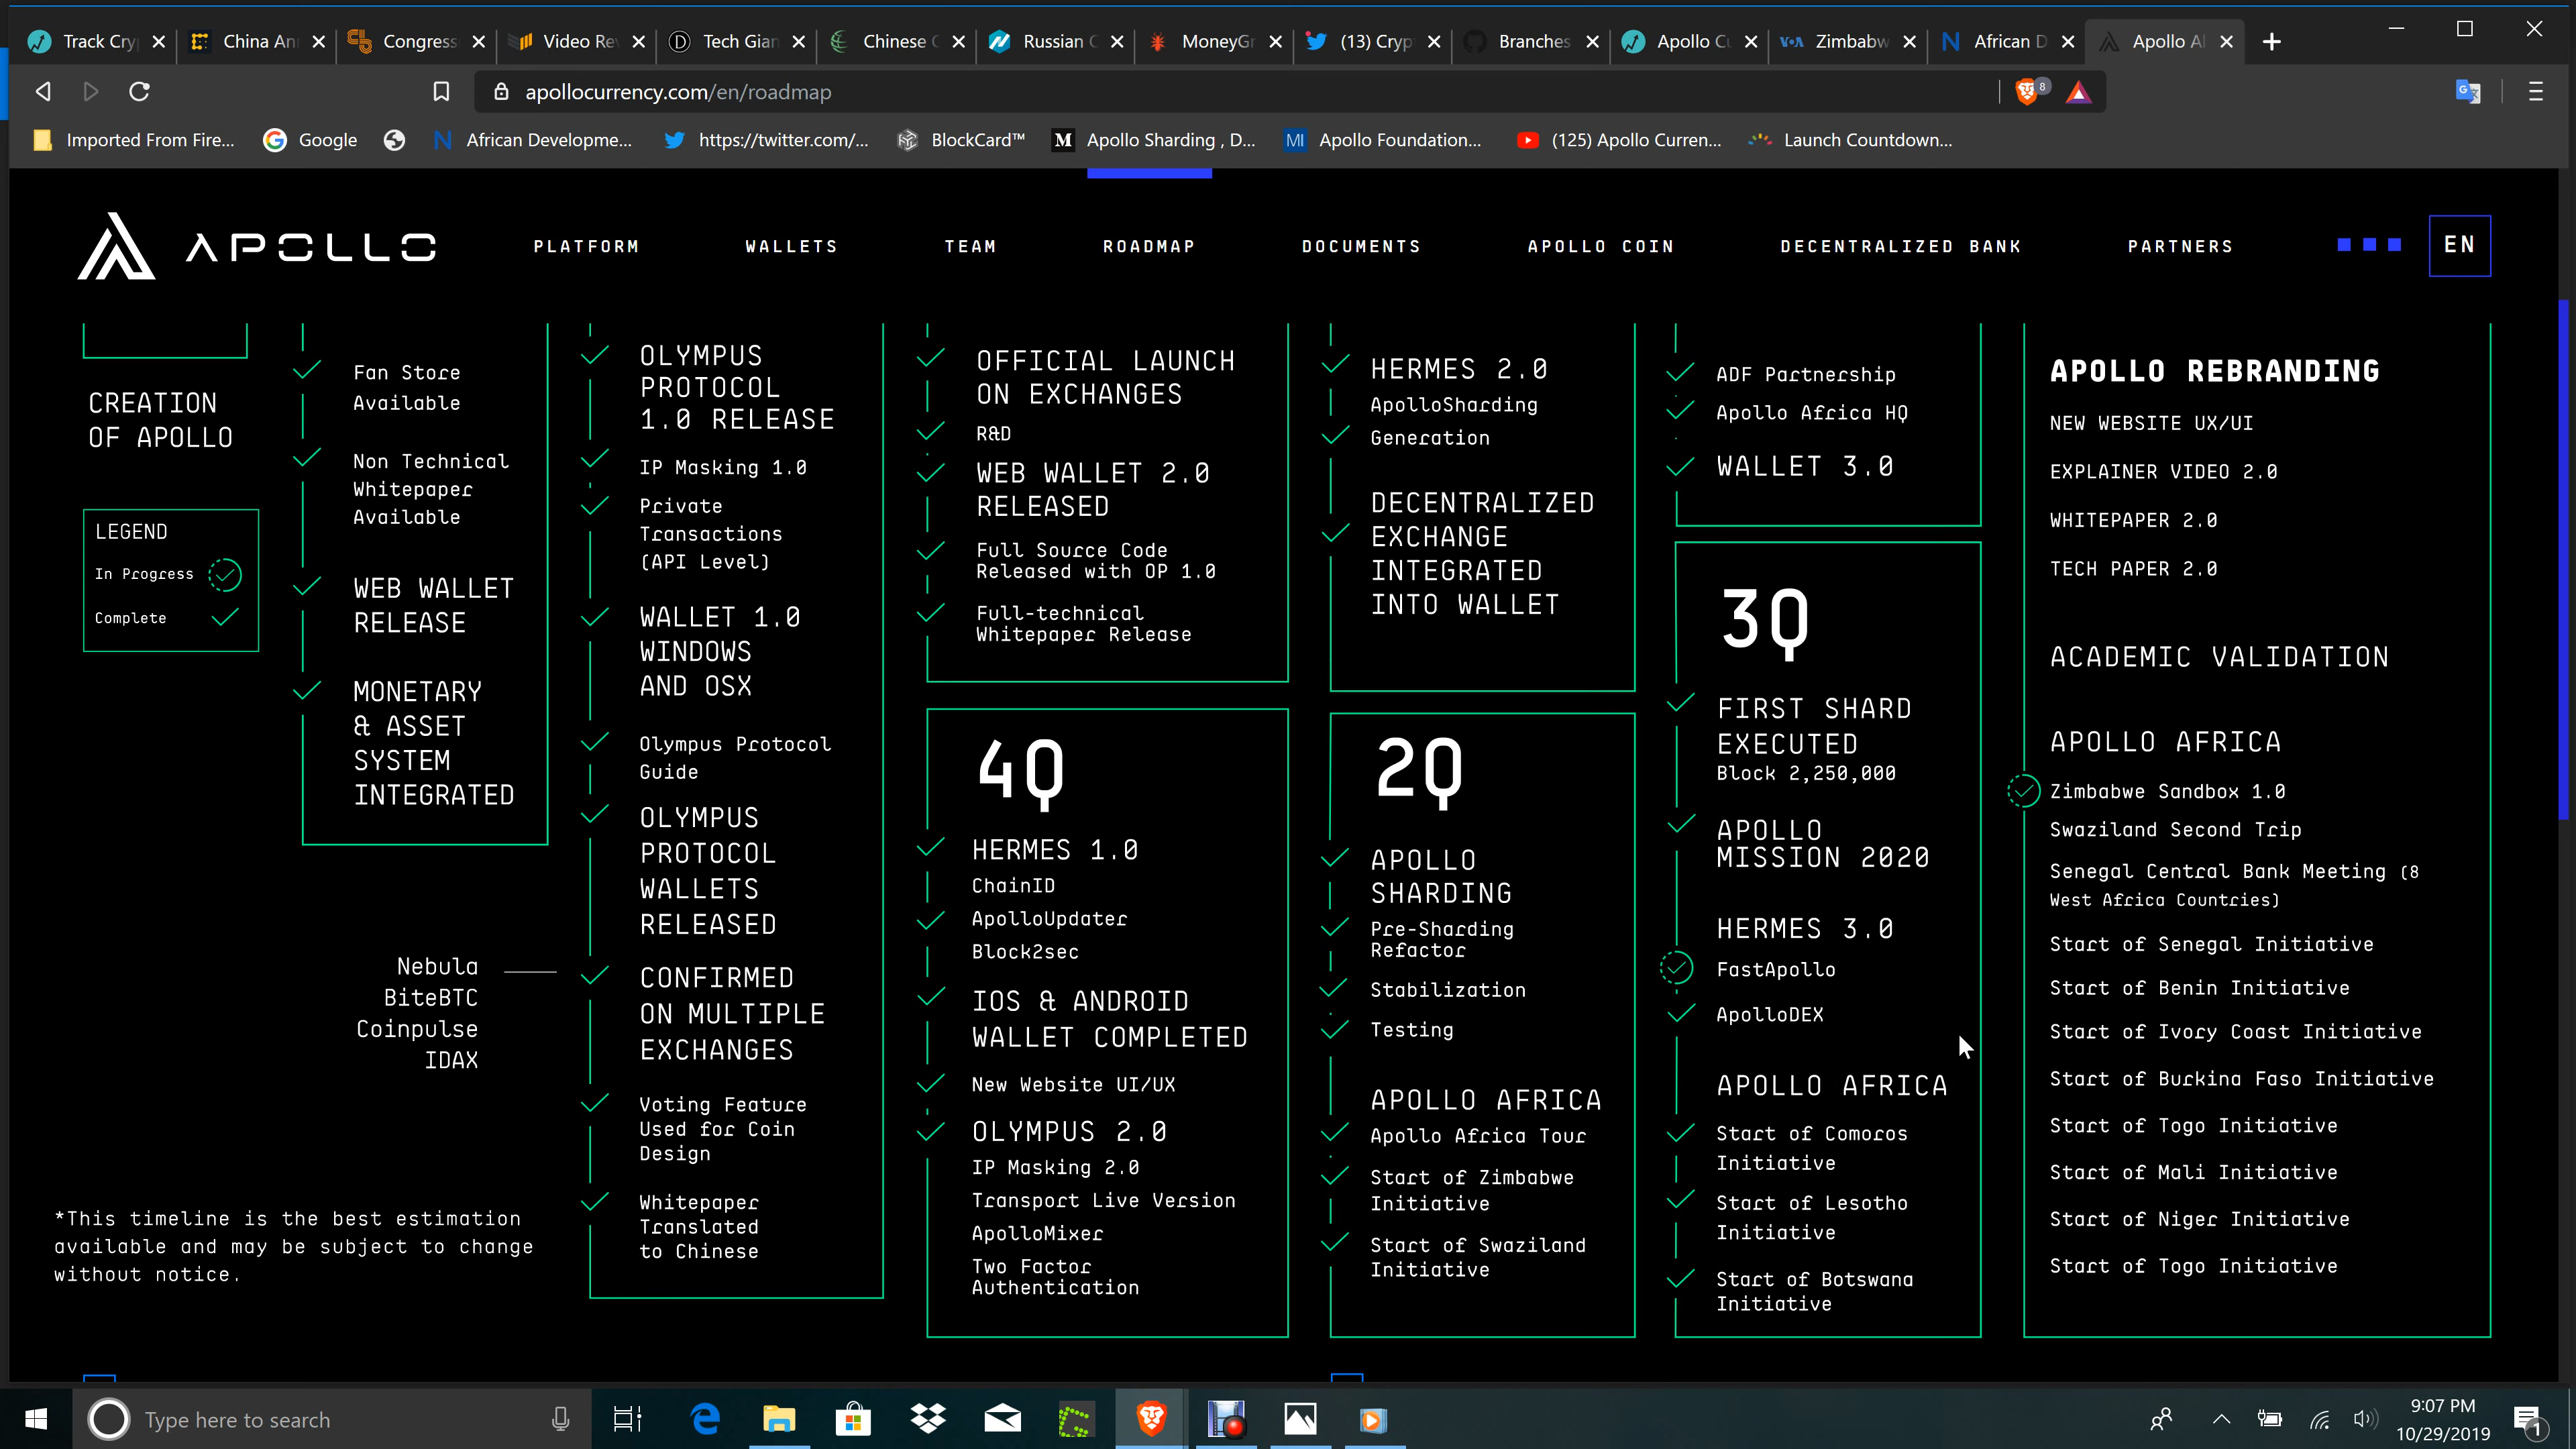 Track Cry
China An
Congress
Video Re
Tech Gian
Chinese C
Russian C
MoneyGr
(13) Cryp
Branches
Apollo Cu
Zimbabw
African D
Apollo Al
apollocurrency.com/en/roadmap
8
Imported From Fire...
Google
African Developme...
https://twitter.com/...
BlockCard™
Apollo Sharding , D...
Apollo Foundation...
(125) Apollo Curren...
Launch Countdown...
APOLLO
PLATFORM
WALLETS
TEAM
ROADMAP
DOCUMENTS
APOLLO COIN
DECENTRALIZED BANK
PARTNERS
EN
CREATION
OF APOLLO
LEGEND
In Progress
Complete
Fan Store
Available
Non Technical
Whitepaper
Available
WEB WALLET
RELEASE
MONETARY
& ASSET
SYSTEM
INTEGRATED
Nebula
BiteBTC
Coinpulse
IDAX
*This timeline is the best estimation
available and may be subject to change
without notice.
OLYMPUS
PROTOCOL
1.0 RELEASE
IP Masking 1.0
Private
Transactions
(API Level)
WALLET 1.0
WINDOWS
AND OSX
Olympus Protocol
Guide
OLYMPUS
PROTOCOL
WALLETS
RELEASED
CONFIRMED
ON MULTIPLE
EXCHANGES
Voting Feature
Used for Coin
Design
Whitepaper
Translated
to Chinese
OFFICIAL LAUNCH
ON EXCHANGES
R&D
WEB WALLET 2.0
RELEASED
Full Source Code
Released with OP 1.0
Full-technical
Whitepaper Release
4Q
HERMES 1.0
ChainID
ApolloUpdater
Block2sec
IOS & ANDROID
WALLET COMPLETED
New Website UI/UX
OLYMPUS 2.0
IP Masking 2.0
Transport Live Version
ApolloMixer
Two Factor
Authentication
HERMES 2.0
ApolloSharding
Generation
DECENTRALIZED
EXCHANGE
INTEGRATED
INTO WALLET
2Q
APOLLO
SHARDING
Pre-Sharding
Refactor
Stabilization
Testing
APOLLO AFRICA
Apollo Africa Tour
Start of Zimbabwe
Initiative
Start of Swaziland
Initiative
ADF Partnership
Apollo Africa HQ
WALLET 3.0
3Q
FIRST SHARD
EXECUTED
Block 2,250,000
APOLLO
MISSION 2020
HERMES 3.0
FastApollo
ApolloDEX
APOLLO AFRICA
Start of Comoros
Initiative
Start of Lesotho
Initiative
Start of Botswana
Initiative
APOLLO REBRANDING
NEW WEBSITE UX/UI
EXPLAINER VIDEO 2.0
WHITEPAPER 2.0
TECH PAPER 2.0
ACADEMIC VALIDATION
APOLLO AFRICA
Zimbabwe Sandbox 1.0
Swaziland Second Trip
Senegal Central Bank Meeting (8
West Africa Countries)
Start of Senegal Initiative
Start of Benin Initiative
Start of Ivory Coast Initiative
Start of Burkina Faso Initiative
Start of Togo Initiative
Start of Mali Initiative
Start of Niger Initiative
Start of Togo Initiative
Type here to search
9:07 PM
10/29/2019
1